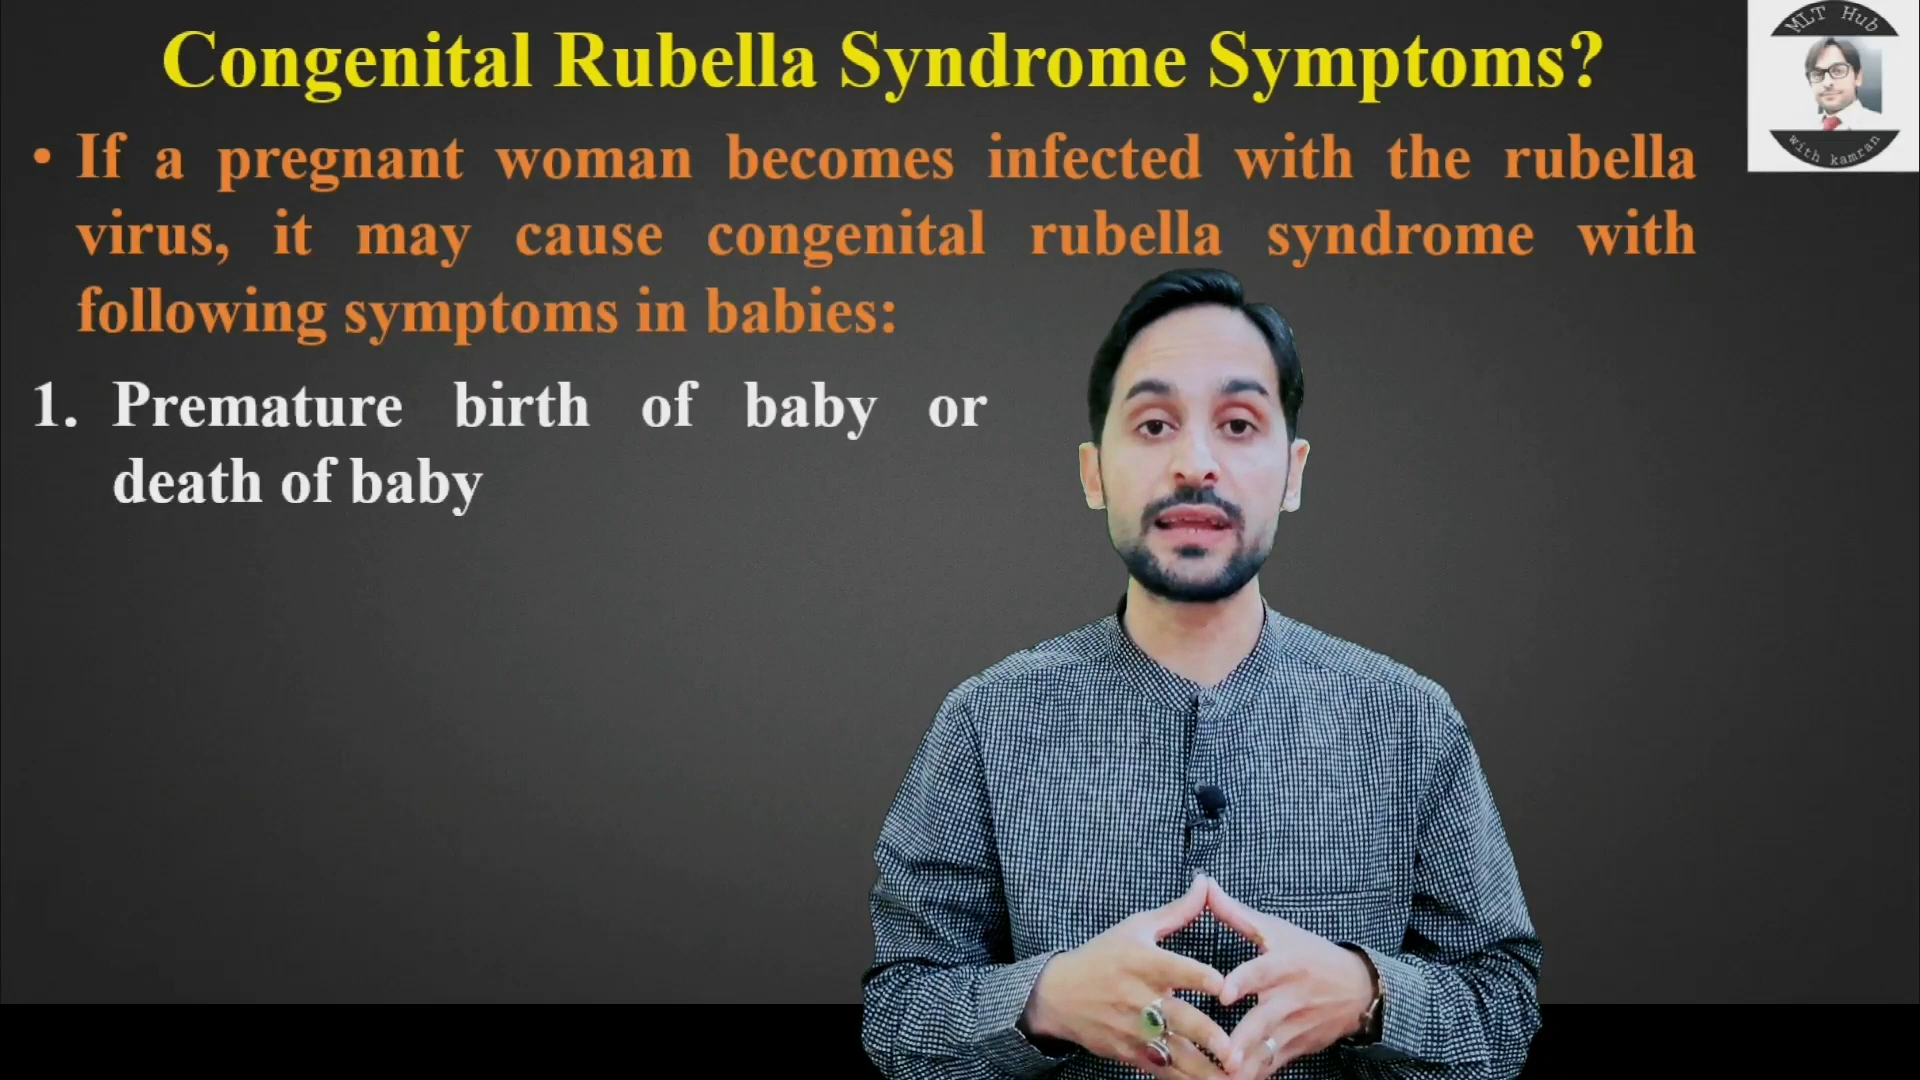 Congenital Rubella Syndrome Symptoms?
• If a pregnant woman becomes infected with the rubella
virus, it may cause congenital rubella syndrome with
following symptoms in babies:
1. Premature birth of baby or
death of baby
MLT Hub
with kamran